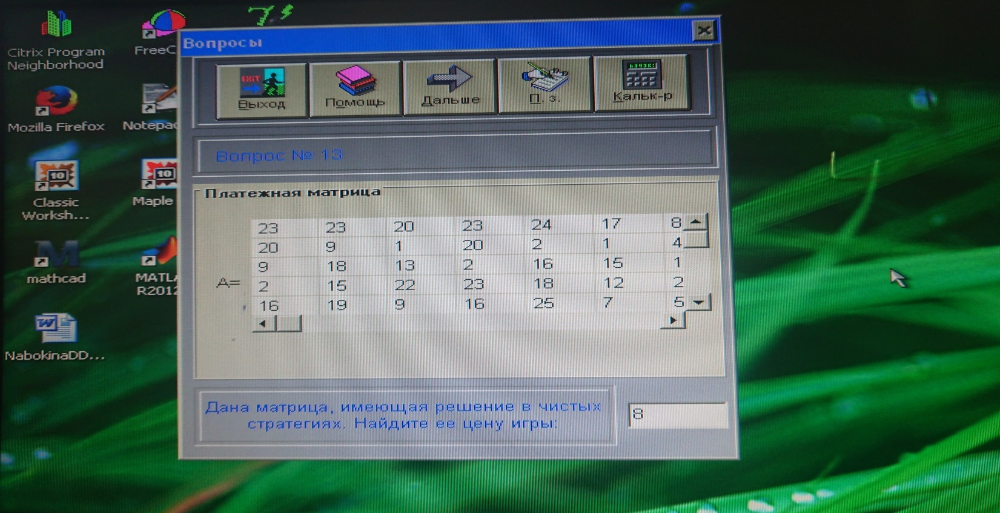 Citrix Program
Neighborhood
FreeC
Mozilla Firefox
Notepad
Classic
Worksh...
Maple
mathcad
MATLA
R2012
NabokinaDD...
Вопросы
EXIT
Выход
Помощь
Дальше
П. з.
Кальк-р
Вопрос № 13
Платежная матрица
A=
23 23 20 23 24 17 8
20 9 1 20 2 1 4
9 18 13 2 16 15 1
2 15 22 23 18 12 2
16 19 9 16 25 7 5
Дана матрица, имеющая решение в чистых
стратегиях. Найдите ее цену игры:
8